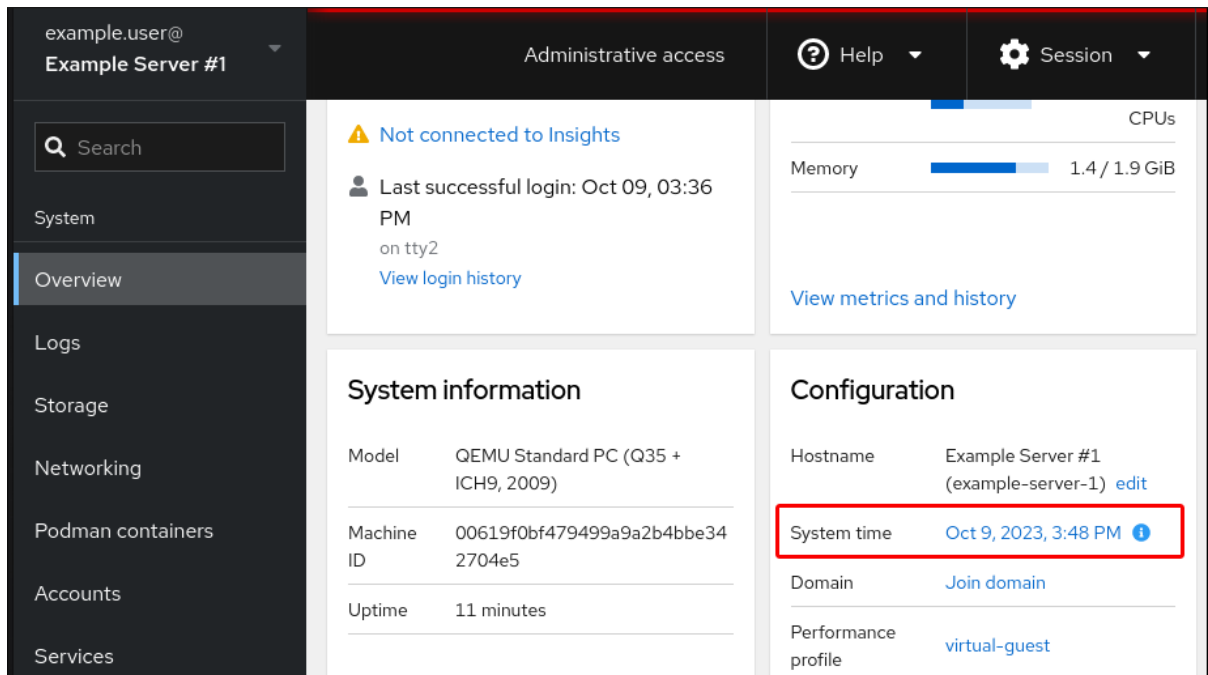 example.user@
Example Server #1
Administrative access
Help
Session
Search
System
Overview
Logs
Storage
Networking
Podman containers
Accounts
Services
Not connected to Insights
Last successful login: Oct 09, 03:36
PM
on tty2
View login history
CPUs
Memory 1.4 / 1.9 GiB
View metrics and history
System information
Model QEMU Standard PC (Q35 +
ICH9, 2009)
Machine 00619f0bf479499a9a2b4bbe34
ID 2704e5
Uptime 11 minutes
Configuration
Hostname Example Server #1
(example-server-1) edit
System time Oct 9, 2023, 3:48 PM
Domain Join domain
Performance
profile virtual-guest